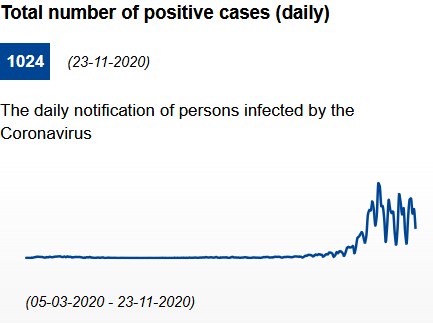 Total number of positive cases (daily)
1024 (23-11-2020)
The daily notification of persons infected by the
Coronavirus
(05-03-2020 - 23-11-2020)